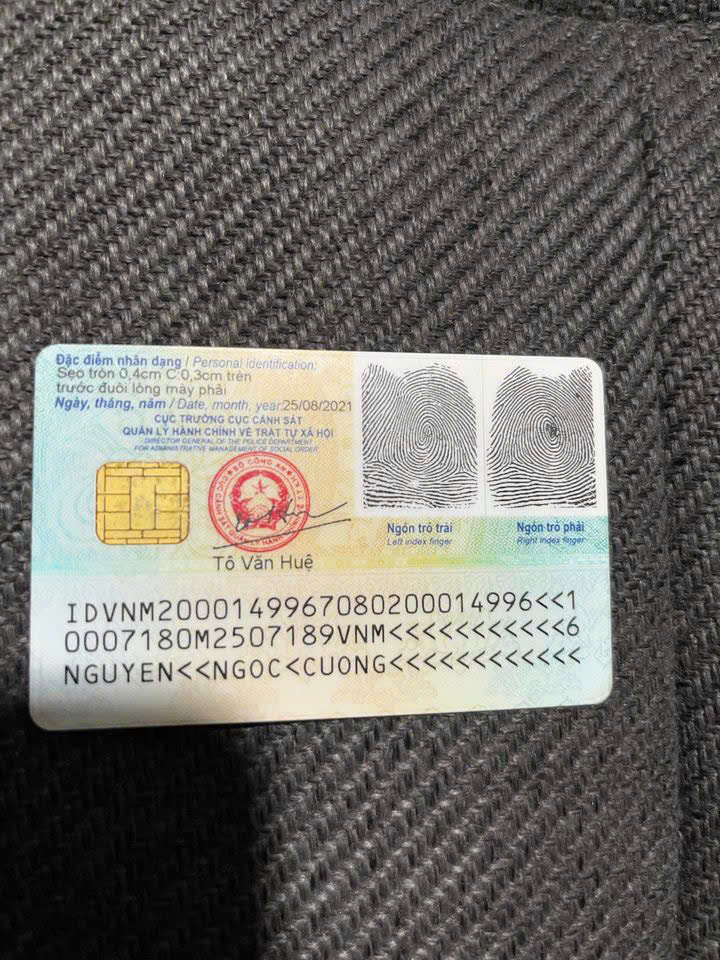 Đặc điểm nhân dạng / Personal identification:
Sẹo tròn 0,4cm C:0,3cm trên
trước đuôi lông mày phải
Ngày, tháng, năm / Date, month, year:25/08/2021
CỤC TRƯỞNG CỤC CẢNH SÁT
QUẢN LÝ HÀNH CHÍNH VỀ TRẬT TỰ XÃ HỘI
DIRECTOR GENERAL OF THE POLICE DEPARTMENT
FOR ADMINISTRATIVE MANAGEMENT OF SOCIAL ORDER
BỘ CÔNG AN
Tô Văn Huệ
Ngón trỏ trái
Left index finger
Ngón trỏ phải
Right index finger
IDVNM2000149967080200014996<<1
0007180M2507189VNM<<<<<<<<<<<6
NGUYEN<<NGOC<CUONG<<<<<<<<<<<<